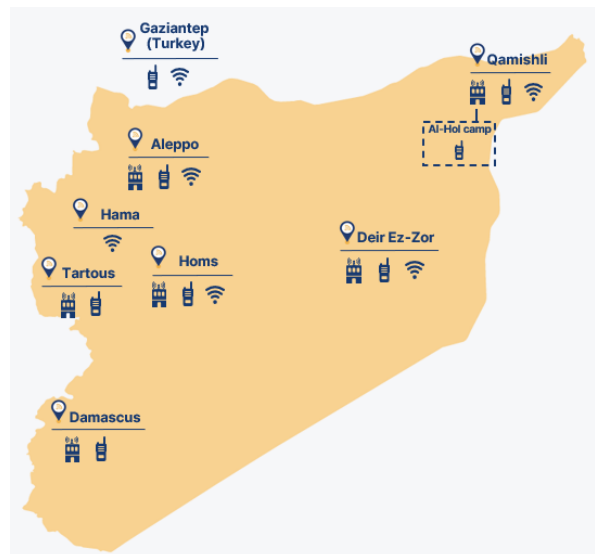 Gaziantep
(Turkey)
Qamishli
Al-Hol camp
Aleppo
Hama
Deir Ez-Zor
Homs
Tartous
Damascus